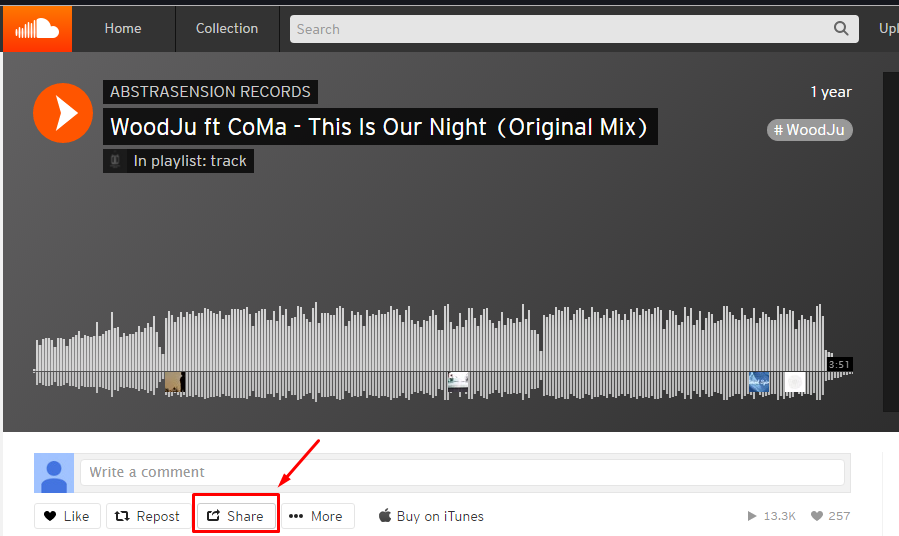 Home
Collection
Search
Upl
ABSTRASENSION RECORDS
1 year
WoodJu ft CoMa - This Is Our Night (Original Mix)
# WoodJu
In playlist: track
3:51
Write a comment
Like
Repost
Share
More
Buy on iTunes
13.3K
257